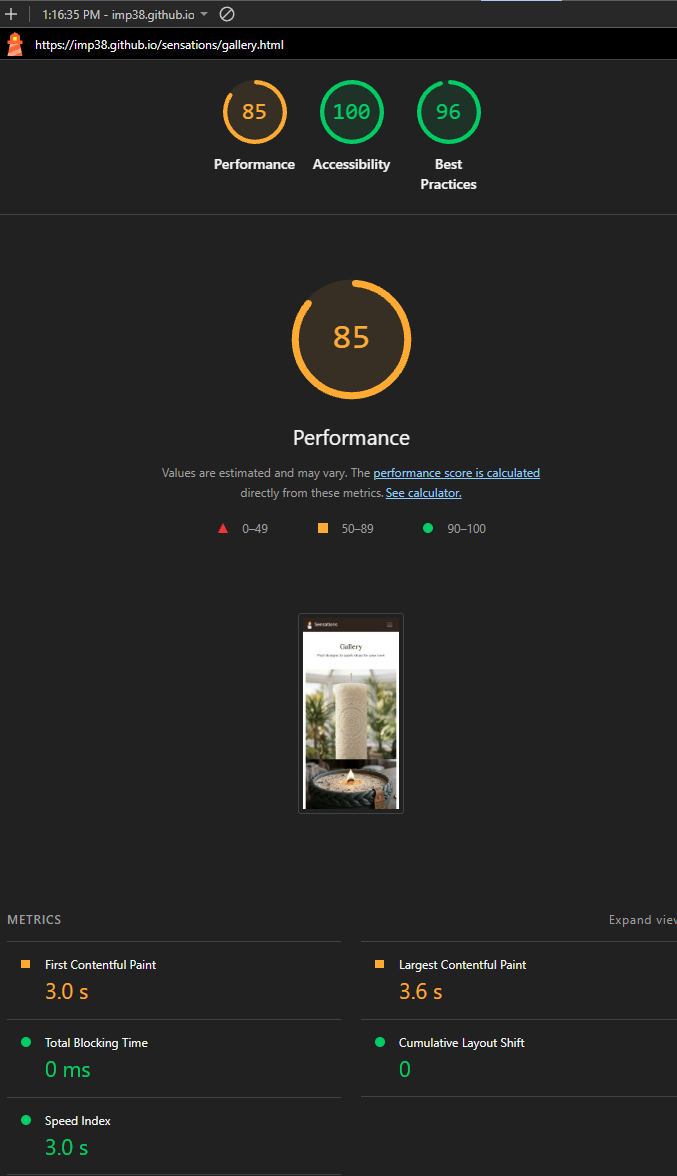 1:16:35 PM - imp38.github.io
https://imp38.github.io/sensations/gallery.html
85
100
96
Performance
Accessibility
Best
Practices
85
Performance
Values are estimated and may vary. The performance score is calculated
directly from these metrics. See calculator.
0–49
50–89
90–100
Sensations
Gallery
METRICS
Expand view
First Contentful Paint
3.0 s
Largest Contentful Paint
3.6 s
Total Blocking Time
0 ms
Cumulative Layout Shift
0
Speed Index
3.0 s